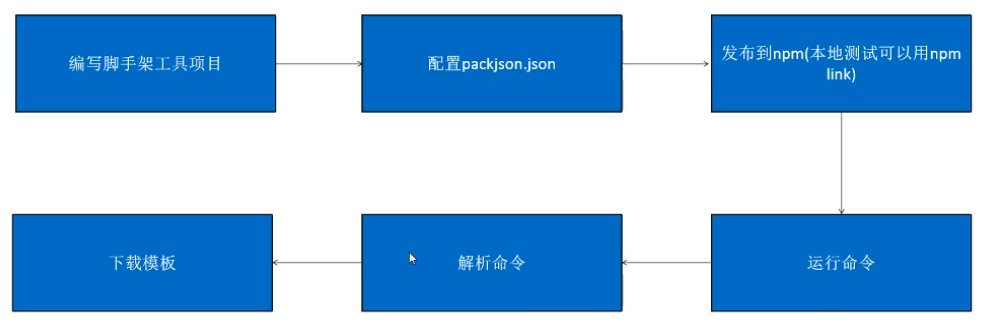 编写脚手架工具项目
配置packjson.json
发布到npm(本地测试可以用npm
link)
运行命令
解析命令
下载模板